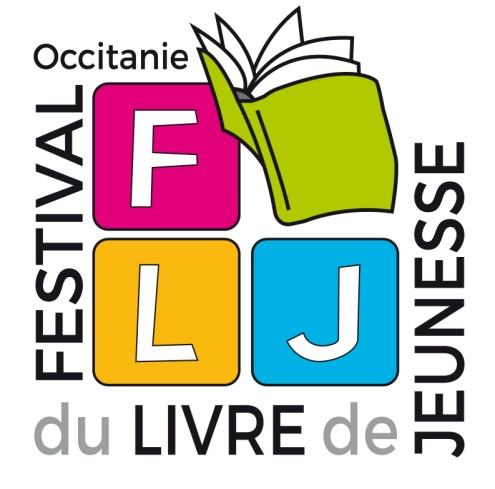 Occitanie
FESTIVAL
F
L J
du LIVRE de
JEUNESSE